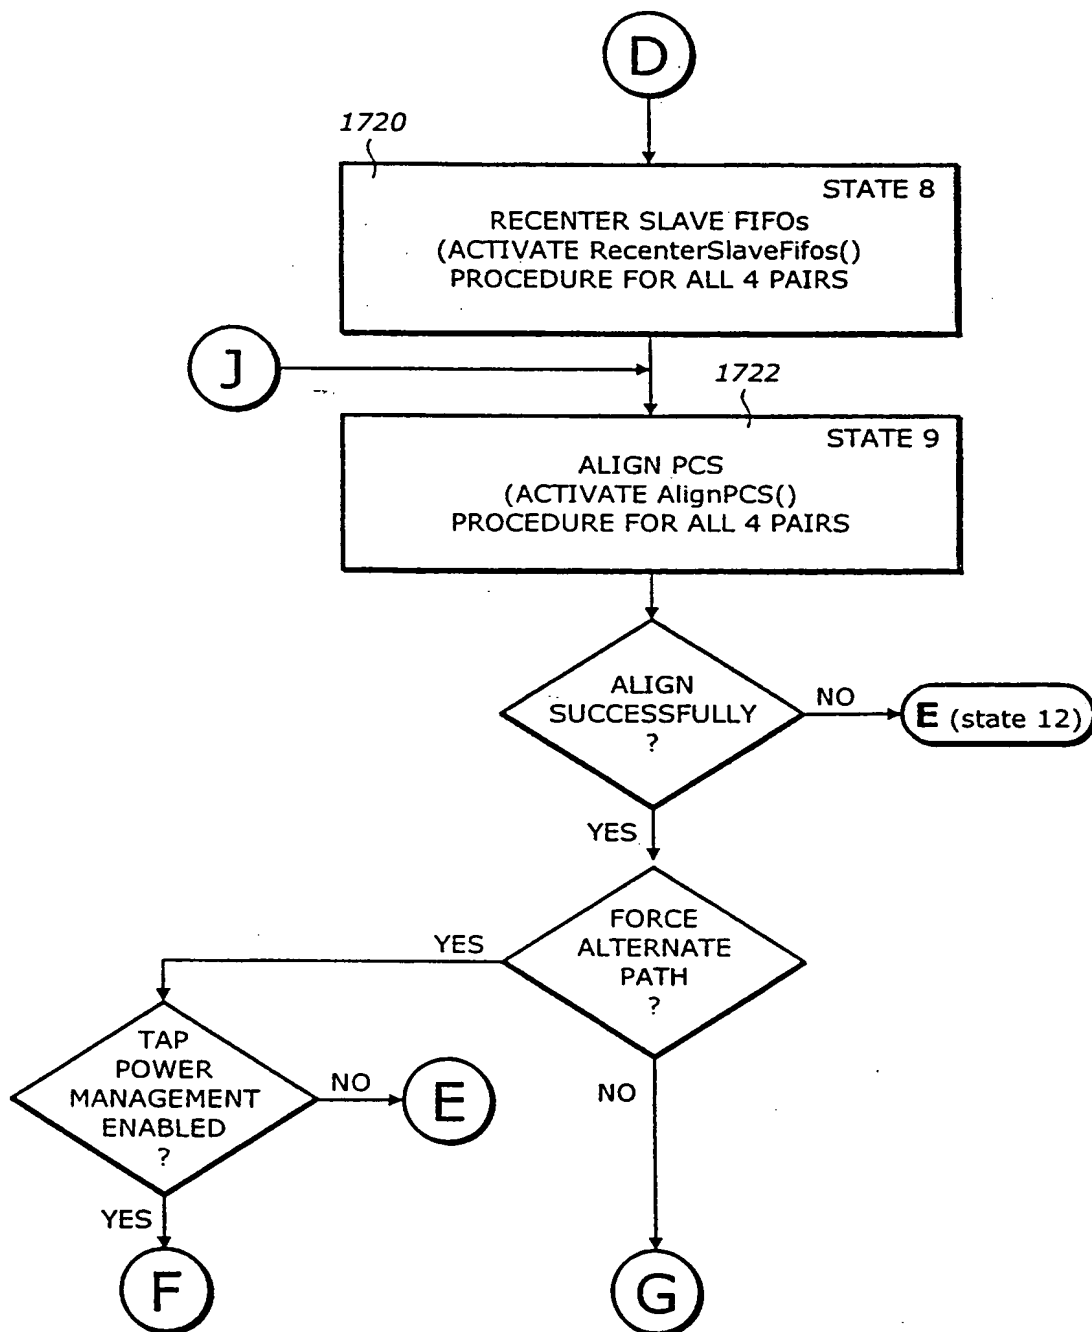 D
1720
STATE 8
RECENTER SLAVE FIFOs
(ACTIVATE RecenterSlaveFifos()
PROCEDURE FOR ALL 4 PAIRS
J
1722
STATE 9
ALIGN PCS
(ACTIVATE AlignPCS()
PROCEDURE FOR ALL 4 PAIRS
ALIGN
SUCCESSFULLY
?
NO
E (state 12)
YES
FORCE
ALTERNATE
PATH
?
YES
TAP
POWER
MANAGEMENT
ENABLED
?
NO
E
NO
YES
F
G